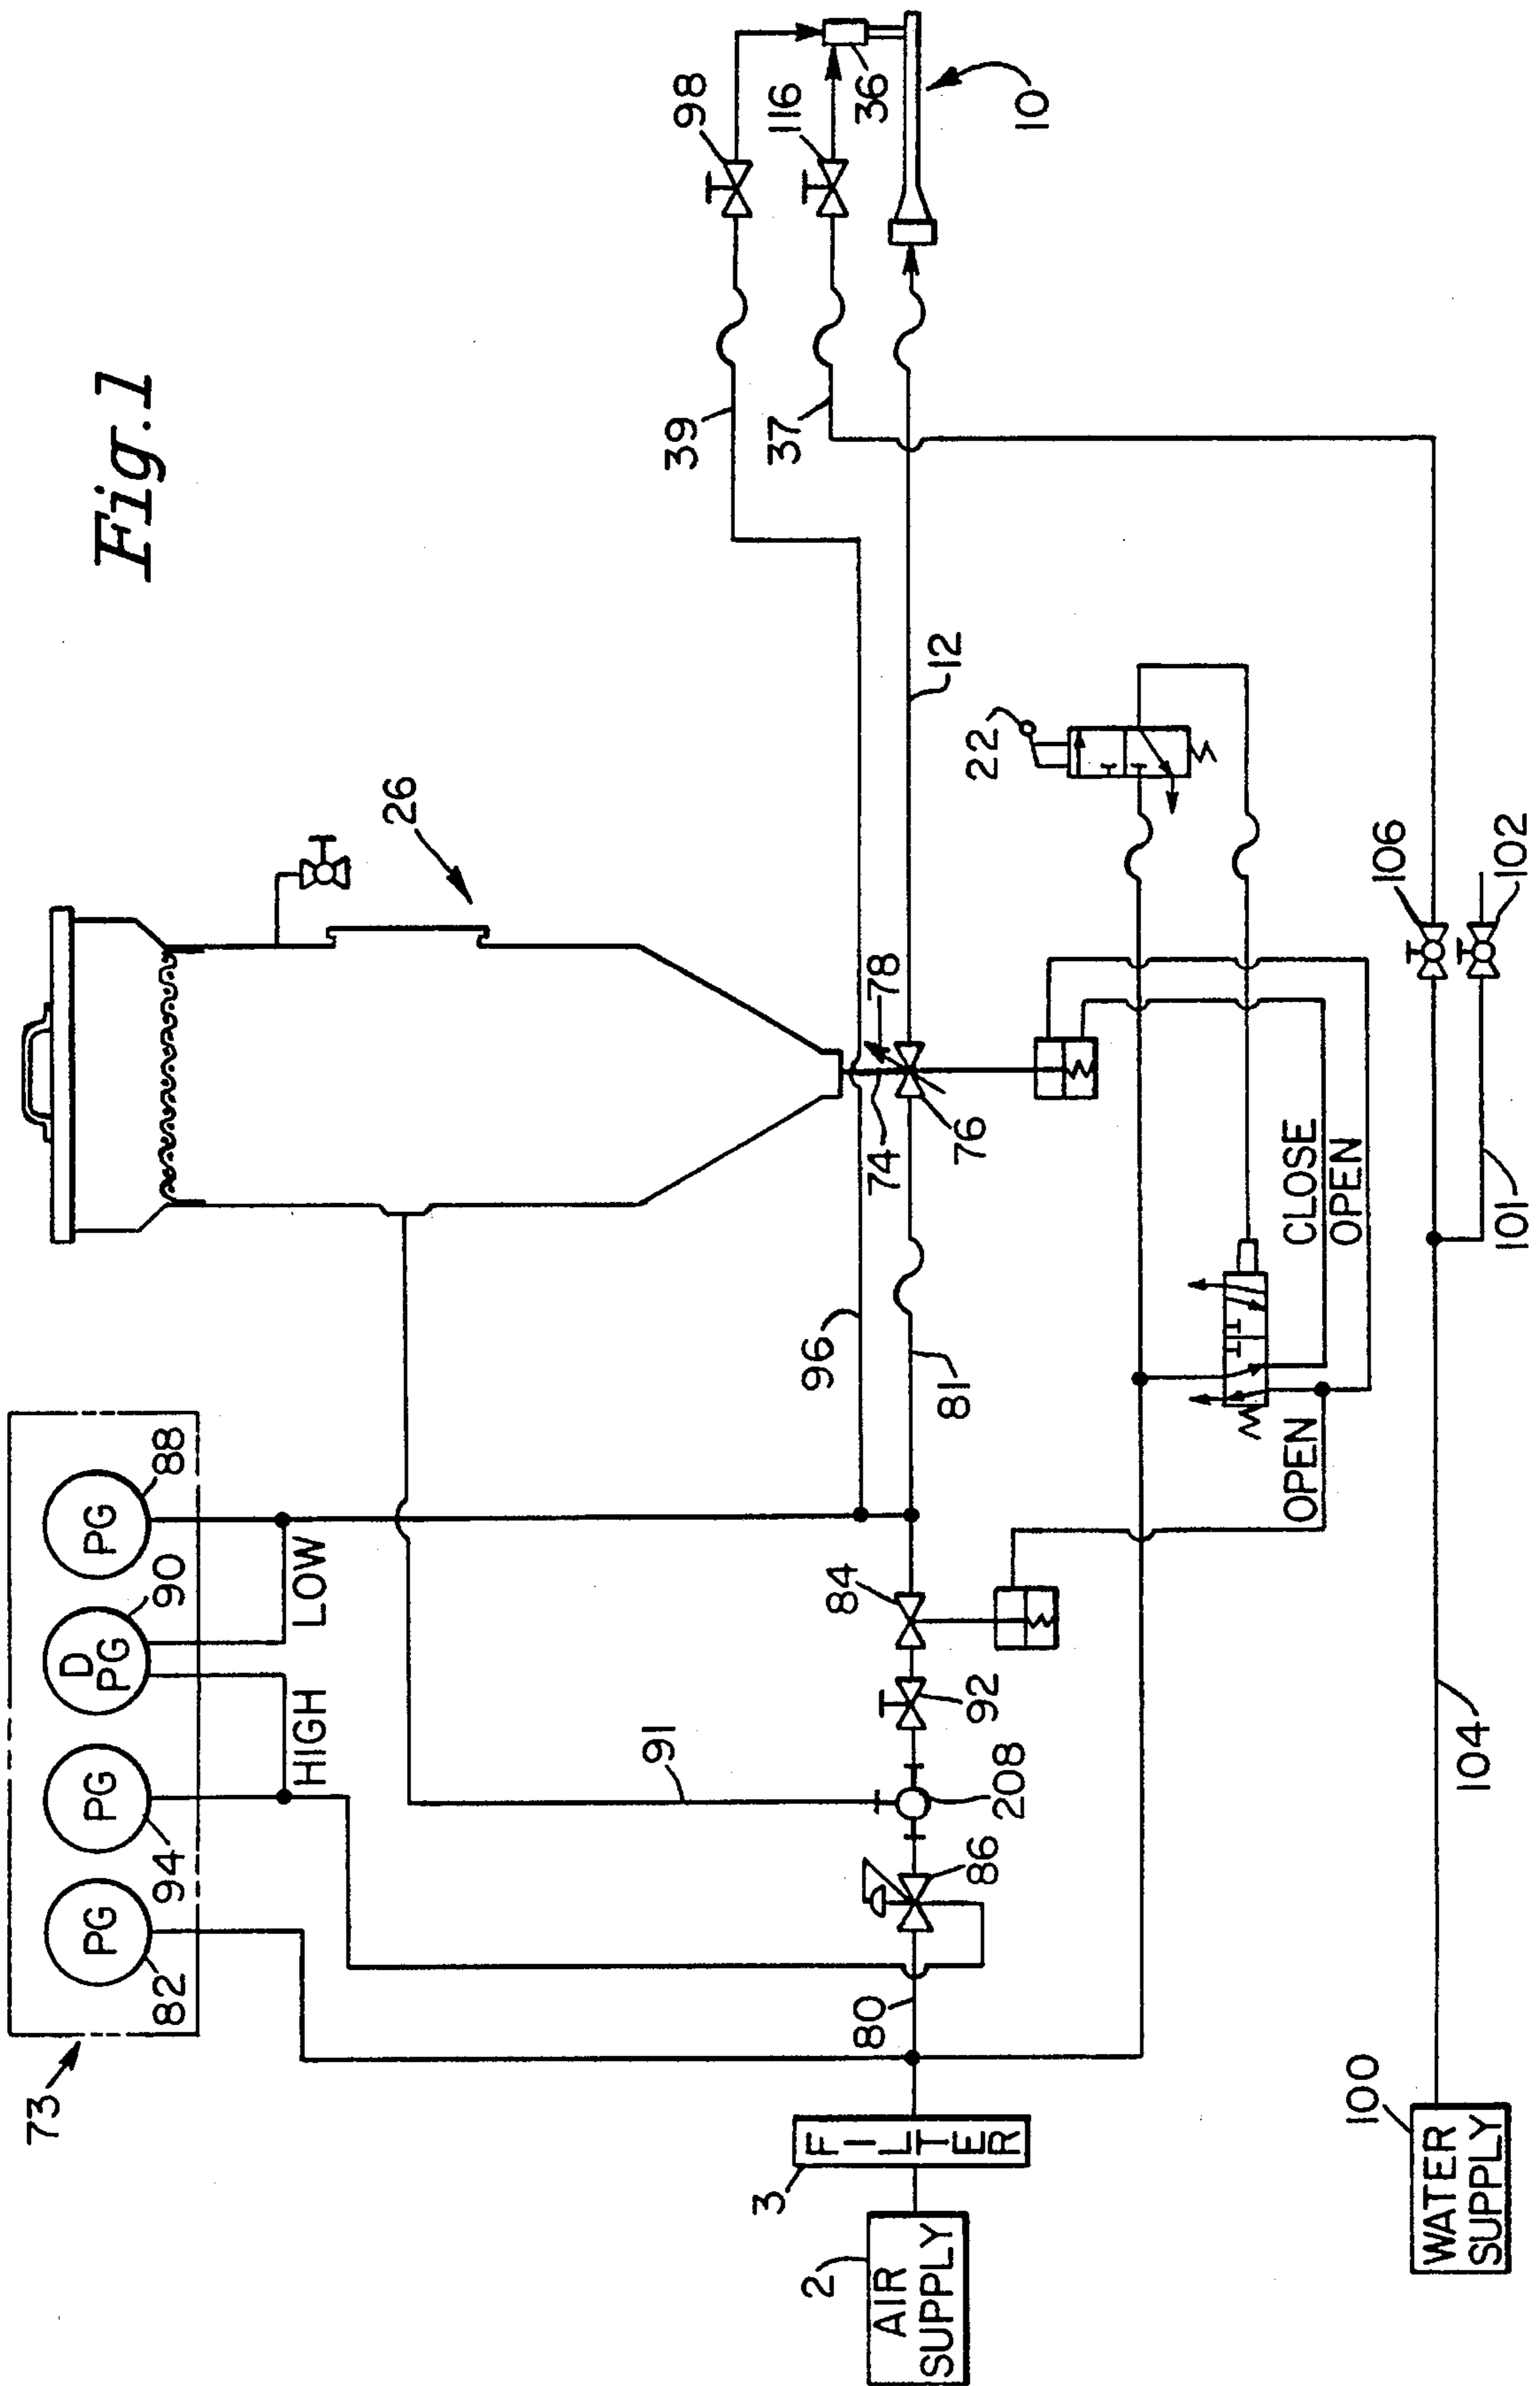 Fig.1
73
82
PG
94
PG
90
D
PG
88
PG
HIGH
LOW
26
98
39
116
37
36
10
91
96
81
74
78
76
12
22
2
AIR
SUPPLY
3
FILTER
80
86
208
92
84
OPEN
CLOSE
OPEN
100
WATER
SUPPLY
104
101
106
102